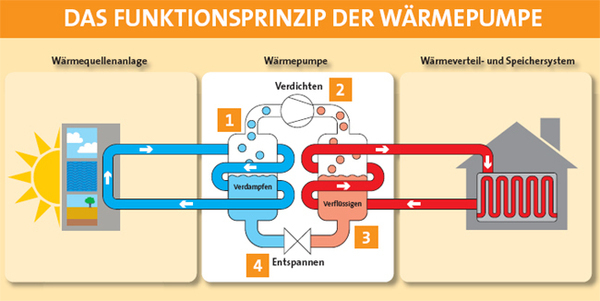 DAS FUNKTIONSPRINZIP DER WÄRMEPUMPE
Wärmequellenanlage
Wärmepumpe
Wärmeverteil- und Speichersystem
Verdichten
1
2
Verdampfen
Verflüssigen
3
4
Entspannen